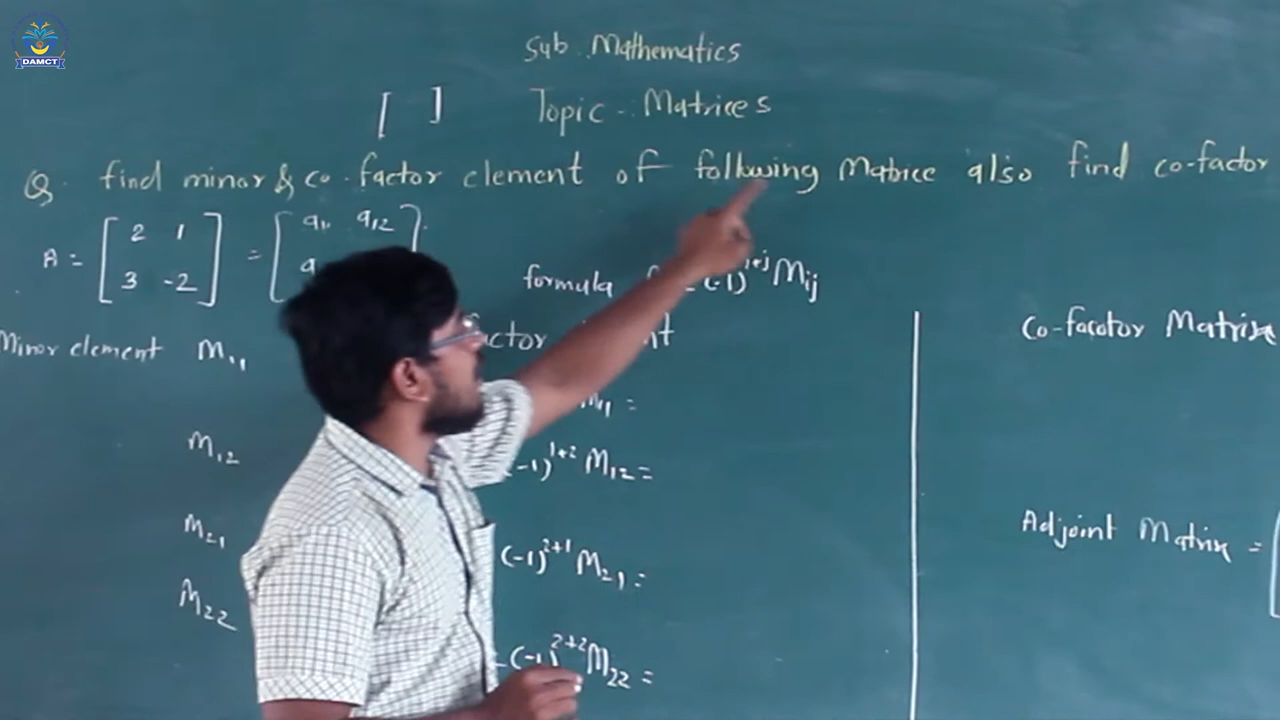 DAMCT
Sub. Mathematics
[ ] Topic - Matrices
Q. find minor & co-factor element of following Matrice also find co-factor
A = [ 2 1 ] = [ a11 a12 ]
3 -2 a
formula (-1)^i+j Mij
Minor element M11
M11 =
M12
(-1)^1+2 M12 =
M21
(-1)^2+1 M21 =
M22
(-1)^2+2 M22 =
Co-facotor Matrix
Adjoint Matrix =